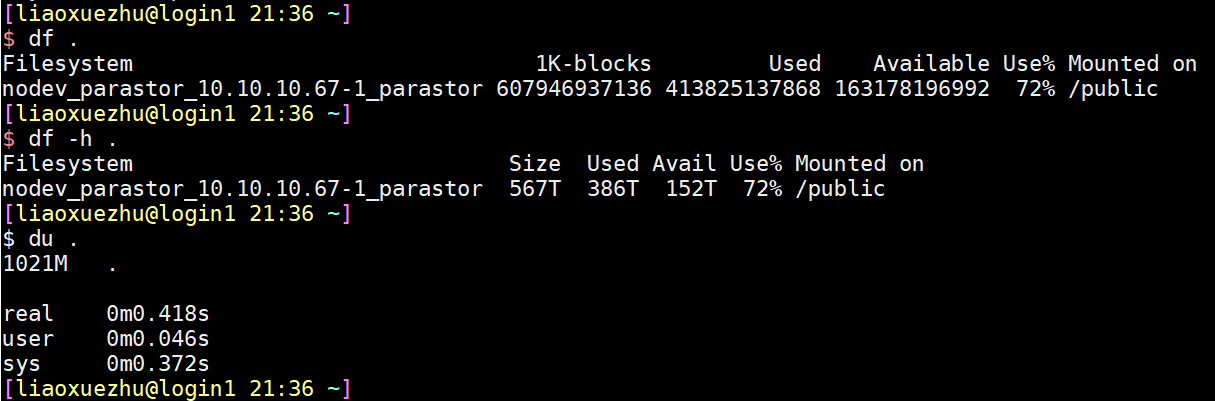 [liaoxuezhu@login1 21:36 ~]
$ df .
Filesystem 1K-blocks Used Available Use% Mounted on
nodev_parastor_10.10.10.67-1_parastor 607946937136 413825137868 163178196992 72% /public
[liaoxuezhu@login1 21:36 ~]
$ df -h .
Filesystem Size Used Avail Use% Mounted on
nodev_parastor_10.10.10.67-1_parastor 567T 386T 152T 72% /public
[liaoxuezhu@login1 21:36 ~]
$ du .
1021M .
real 0m0.418s
user 0m0.046s
sys 0m0.372s
[liaoxuezhu@login1 21:36 ~]